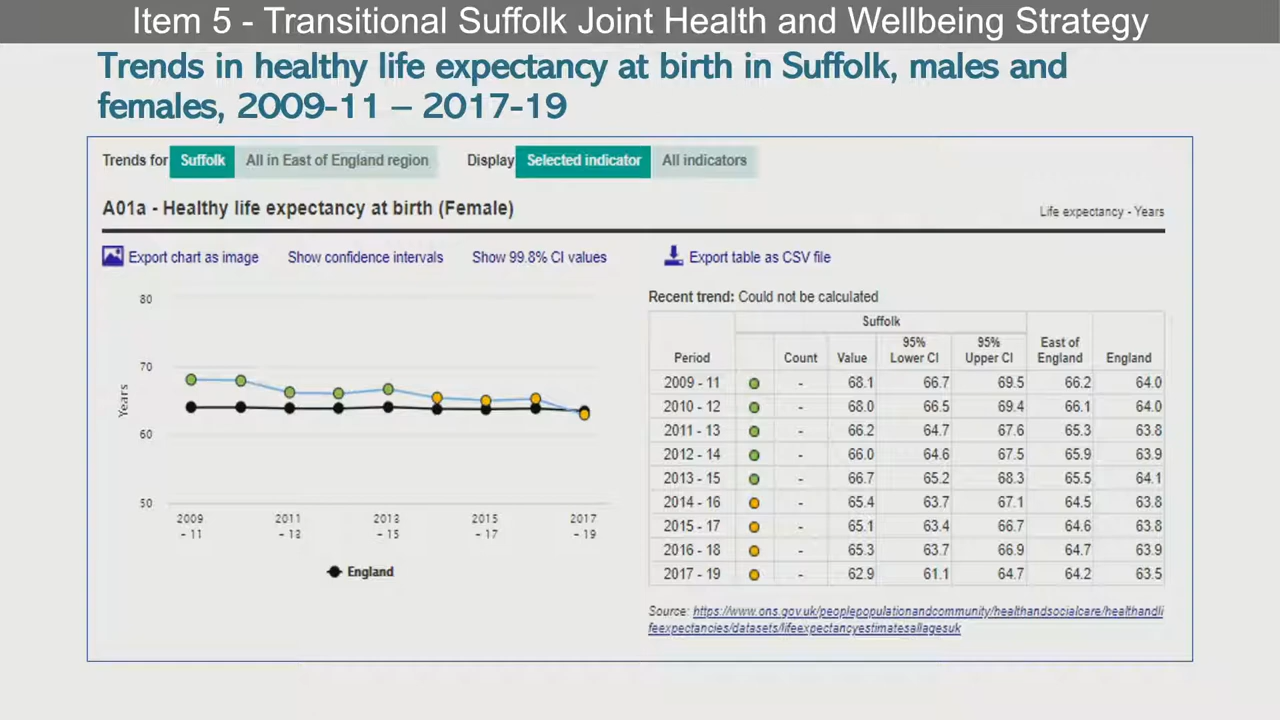 Item 5 - Transitional Suffolk Joint Health and Wellbeing Strategy
Trends in healthy life expectancy at birth in Suffolk, males and
females, 2009-11 – 2017-19
Trends for Suffolk All in East of England region Display Selected indicator All indicators
A01a - Healthy life expectancy at birth (Female)
Life expectancy - Years
Export chart as image Show confidence intervals Show 99.8% CI values
Export table as CSV file
80
70
60
50
Years
2009 - 11
2011 - 13
2013 - 15
2015 - 17
2017 - 19
England
Recent trend: Could not be calculated
Suffolk
Period Count Value 95% Lower CI 95% Upper CI East of England England
2009 - 11 - 68.1 66.7 69.5 66.2 64.0
2010 - 12 - 68.0 66.5 69.4 66.1 64.0
2011 - 13 - 66.2 64.7 67.6 65.3 63.8
2012 - 14 - 66.0 64.6 67.5 65.9 63.9
2013 - 15 - 66.7 65.2 68.3 65.5 64.1
2014 - 16 - 65.4 63.7 67.1 64.5 63.8
2015 - 17 - 65.1 63.4 66.7 64.6 63.8
2016 - 18 - 65.3 63.7 66.9 64.7 63.9
2017 - 19 - 62.9 61.1 64.7 64.2 63.5
Source: https://www.ons.gov.uk/peoplepopulationandcommunity/healthandsocialcare/healthandli
feexpectancies/datasets/lifeexpectancyestimatesallagesuk